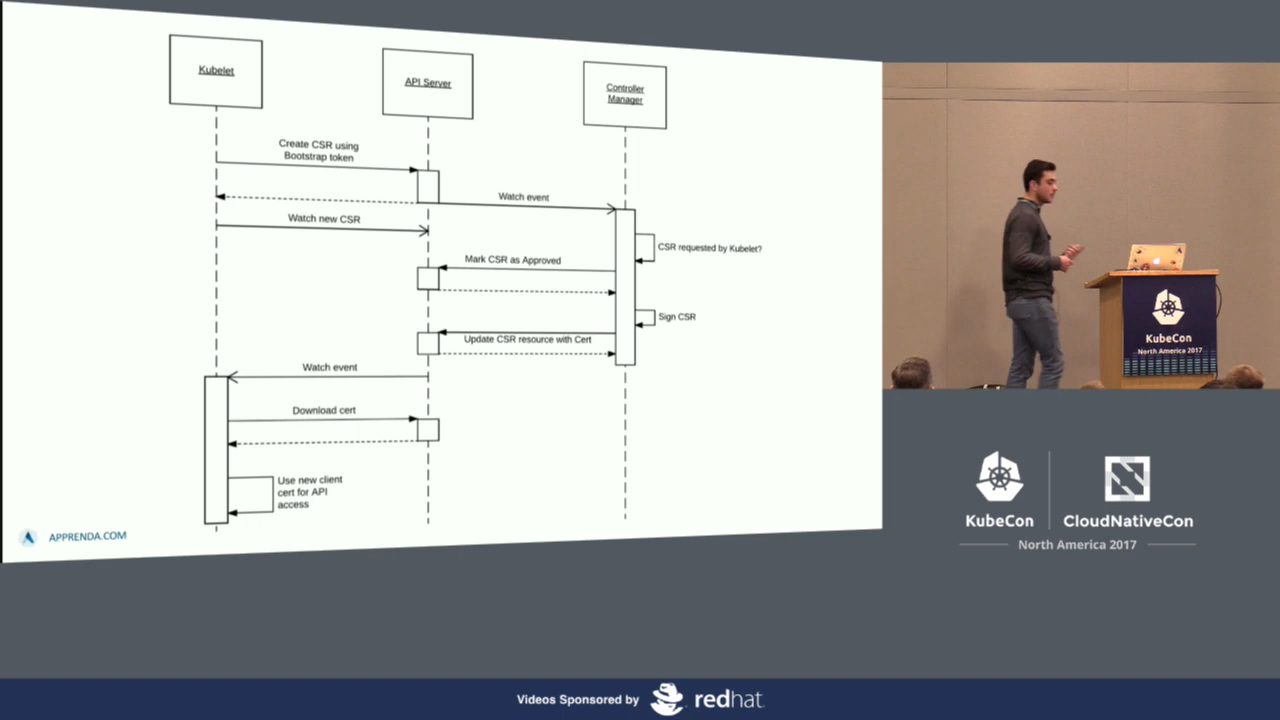 Kubelet
API Server
Controller
Manager
Create CSR using
Bootstrap token
Watch event
Watch new CSR
CSR requested by Kubelet?
Mark CSR as Approved
Sign CSR
Update CSR resource with Cert
Watch event
Download cert
Use new client
cert for API
access
APPRENDA.COM
KubeCon
North America 2017
KubeCon
CloudNativeCon
North America 2017
Videos Sponsored by
redhat